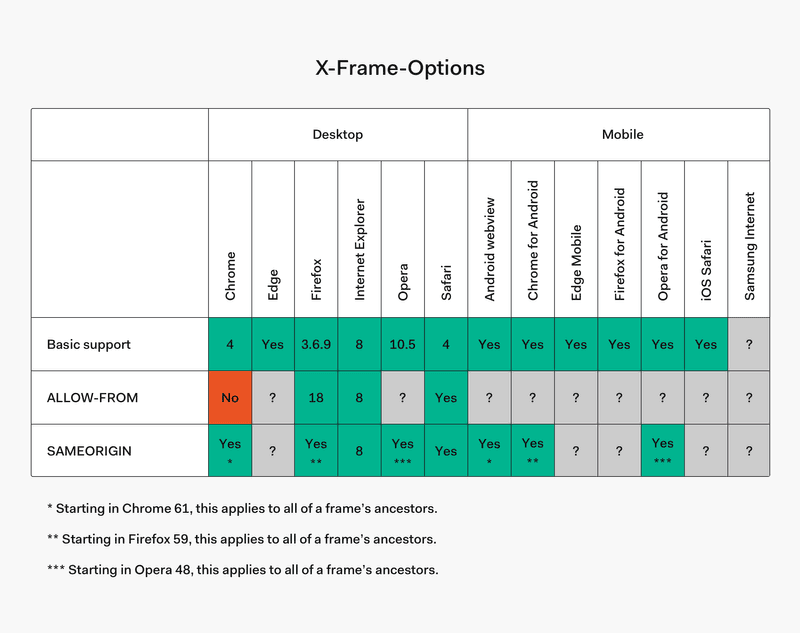 X-Frame-Options
Desktop Mobile
Chrome Edge Firefox Internet Explorer Opera Safari Android webview Chrome for Android Edge Mobile Firefox for Android Opera for Android iOS Safari Samsung Internet
Basic support 4 Yes 3.6.9 8 10.5 4 Yes Yes Yes Yes Yes Yes ?
ALLOW-FROM No ? 18 8 ? Yes ? ? ? ? ? ? ?
SAMEORIGIN Yes * ? Yes ** 8 Yes *** Yes Yes * Yes ** ? ? Yes *** ? ?
* Starting in Chrome 61, this applies to all of a frame's ancestors.
** Starting in Firefox 59, this applies to all of a frame's ancestors.
*** Starting in Opera 48, this applies to all of a frame's ancestors.